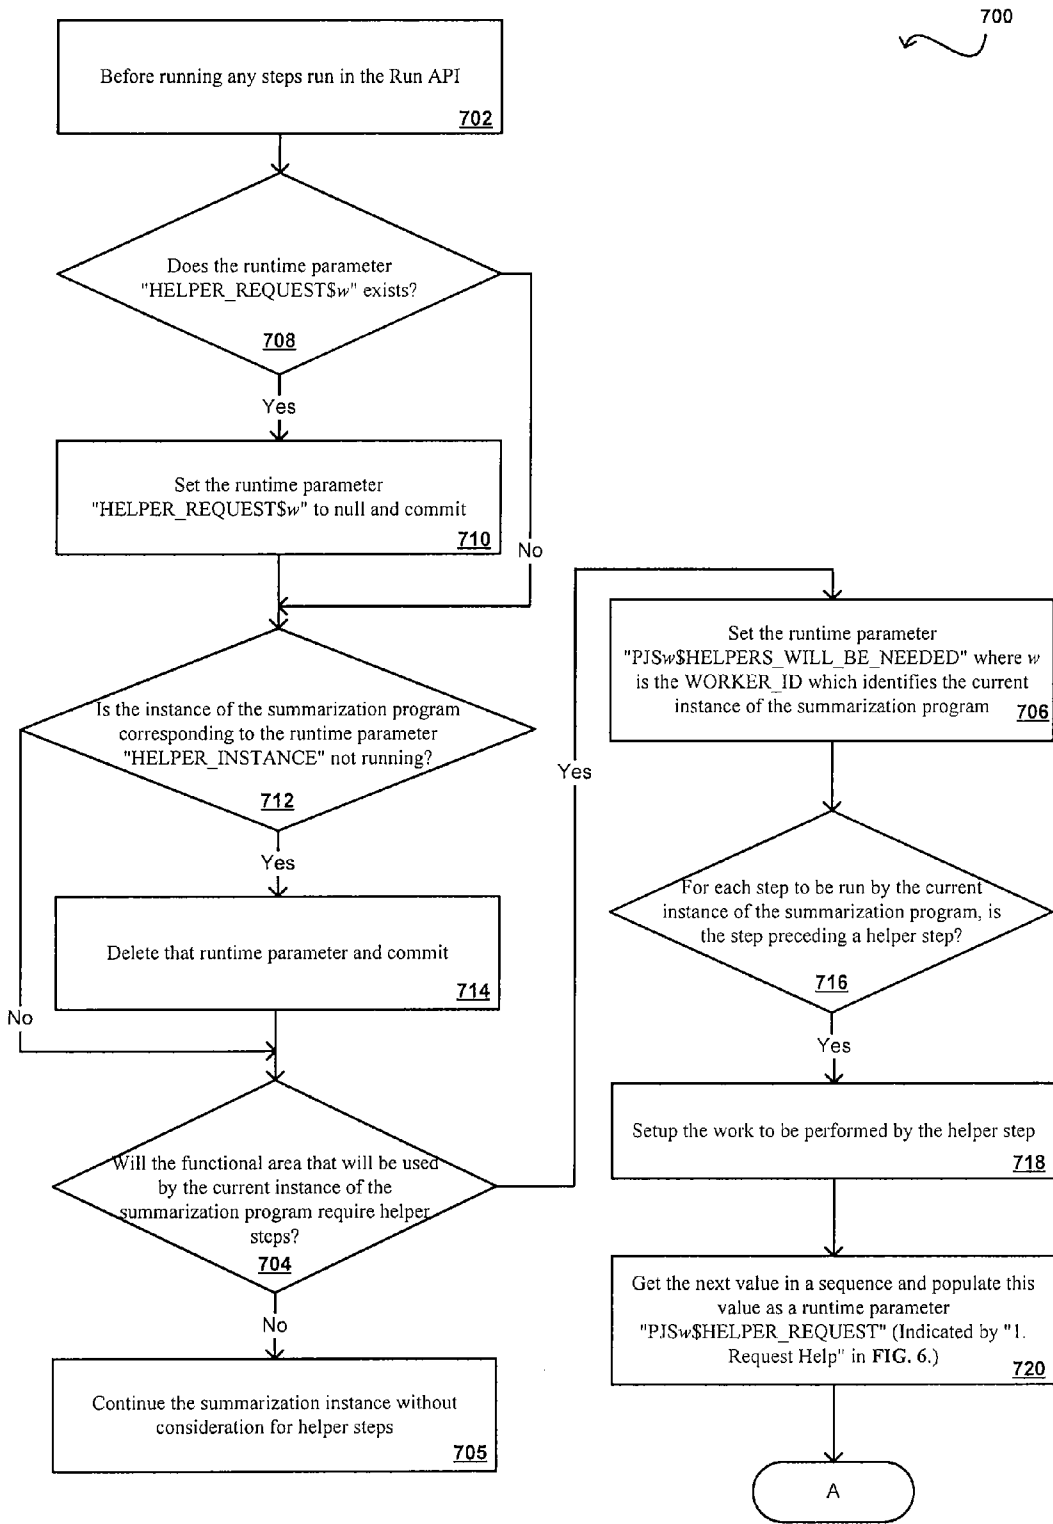 700
Before running any steps run in the Run API
702
Does the runtime parameter
"HELPER_REQUEST$w" exists?
708
Yes
Set the runtime parameter
"HELPER_REQUEST$w" to null and commit
710
No
Is the instance of the summarization program
corresponding to the runtime parameter
"HELPER_INSTANCE" not running?
712
Yes
Delete that runtime parameter and commit
714
No
Will the functional area that will be used
by the current instance of the
summarization program require helper
steps?
704
No
Continue the summarization instance without
consideration for helper steps
705
Yes
Set the runtime parameter
"PJS$w$HELPERS_WILL_BE_NEEDED" where w
is the WORKER_ID which identifies the current
instance of the summarization program
706
For each step to be run by the current
instance of the summarization program, is
the step preceding a helper step?
716
Yes
Setup the work to be performed by the helper step
718
Get the next value in a sequence and populate this
value as a runtime parameter
"PJS$w$HELPER_REQUEST" (Indicated by "1.
Request Help" in FIG. 6.)
720
A